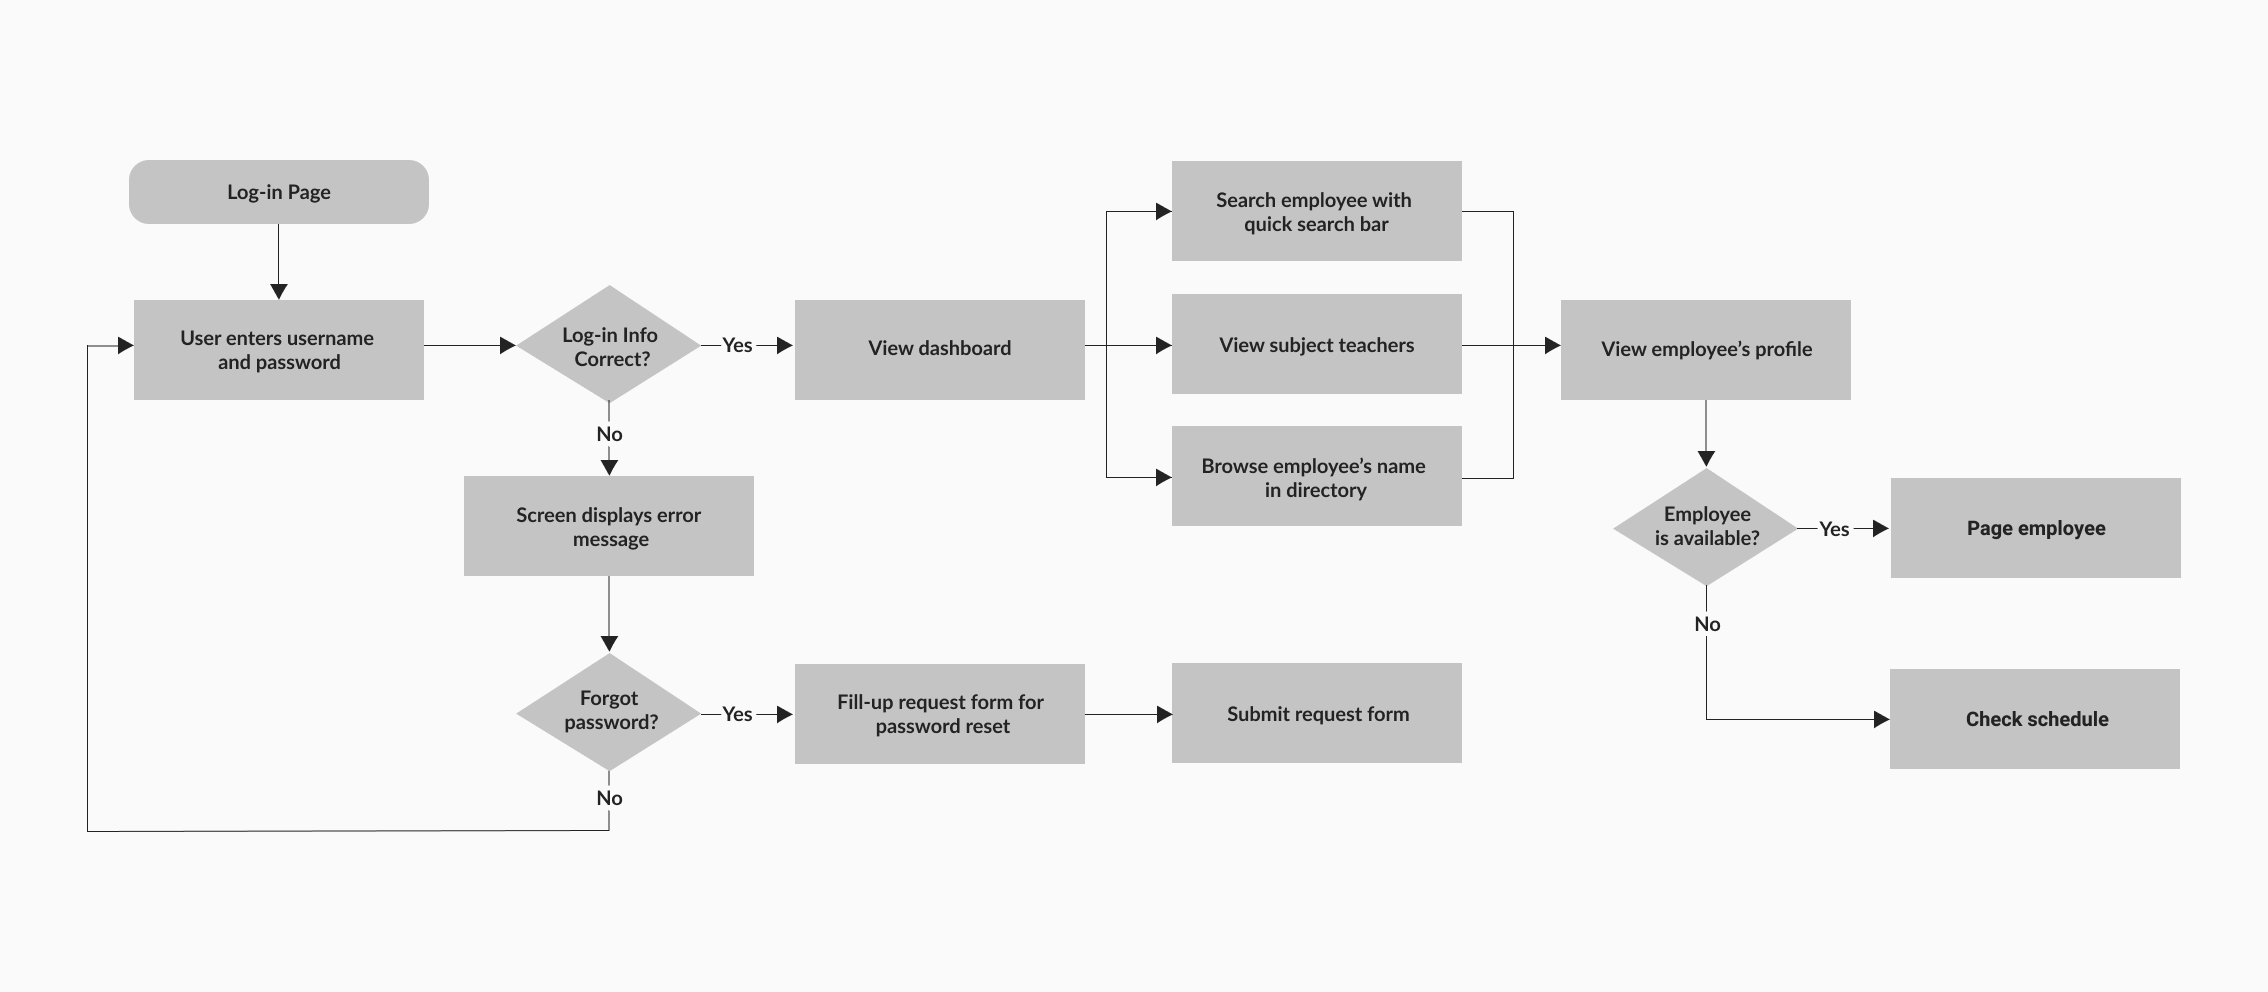 Log-in Page
User enters username
and password
Log-in Info
Correct?
Yes
No
View dashboard
Search employee with
quick search bar
View subject teachers
Browse employee’s name
in directory
View employee’s profile
Employee
is available?
Yes
Page employee
No
Check schedule
Screen displays error
message
Forgot
password?
Yes
Fill-up request form for
password reset
Submit request form
No